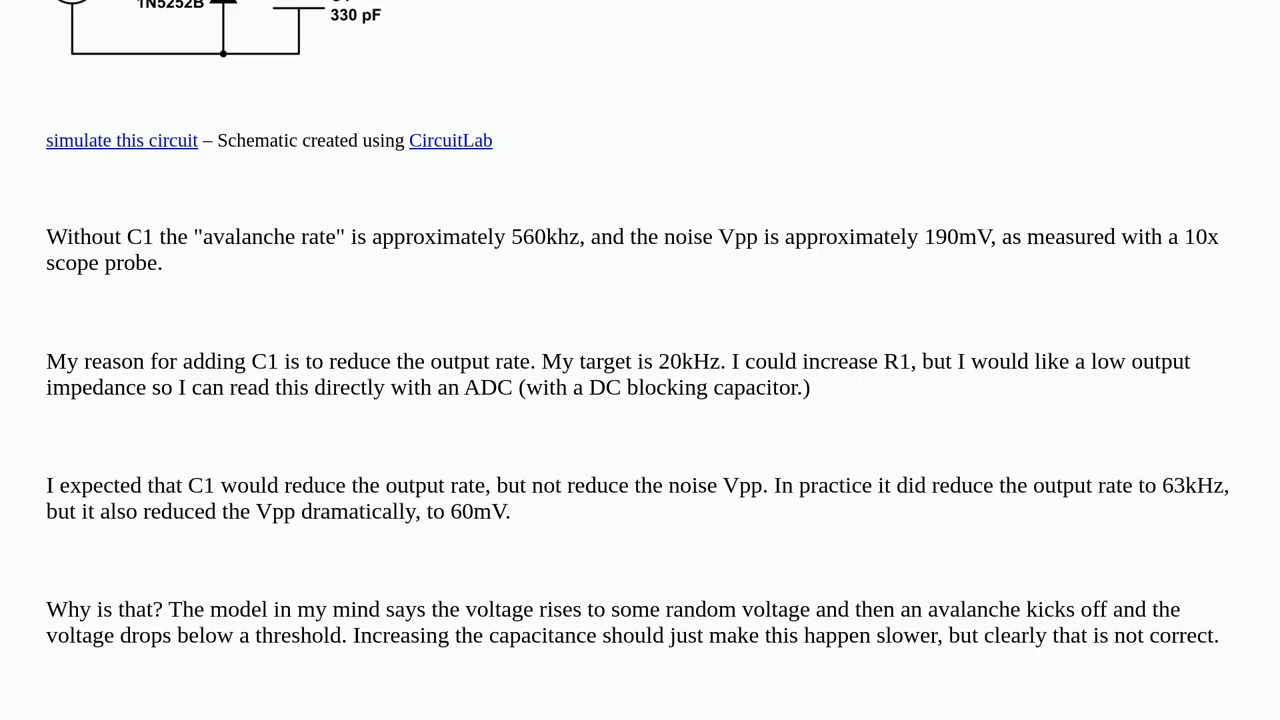 1N5252B
330 pF
simulate this circuit – Schematic created using CircuitLab
Without C1 the "avalanche rate" is approximately 560khz, and the noise Vpp is approximately 190mV, as measured with a 10x
scope probe.
My reason for adding C1 is to reduce the output rate. My target is 20kHz. I could increase R1, but I would like a low output
impedance so I can read this directly with an ADC (with a DC blocking capacitor.)
I expected that C1 would reduce the output rate, but not reduce the noise Vpp. In practice it did reduce the output rate to 63kHz,
but it also reduced the Vpp dramatically, to 60mV.
Why is that? The model in my mind says the voltage rises to some random voltage and then an avalanche kicks off and the
voltage drops below a threshold. Increasing the capacitance should just make this happen slower, but clearly that is not correct.